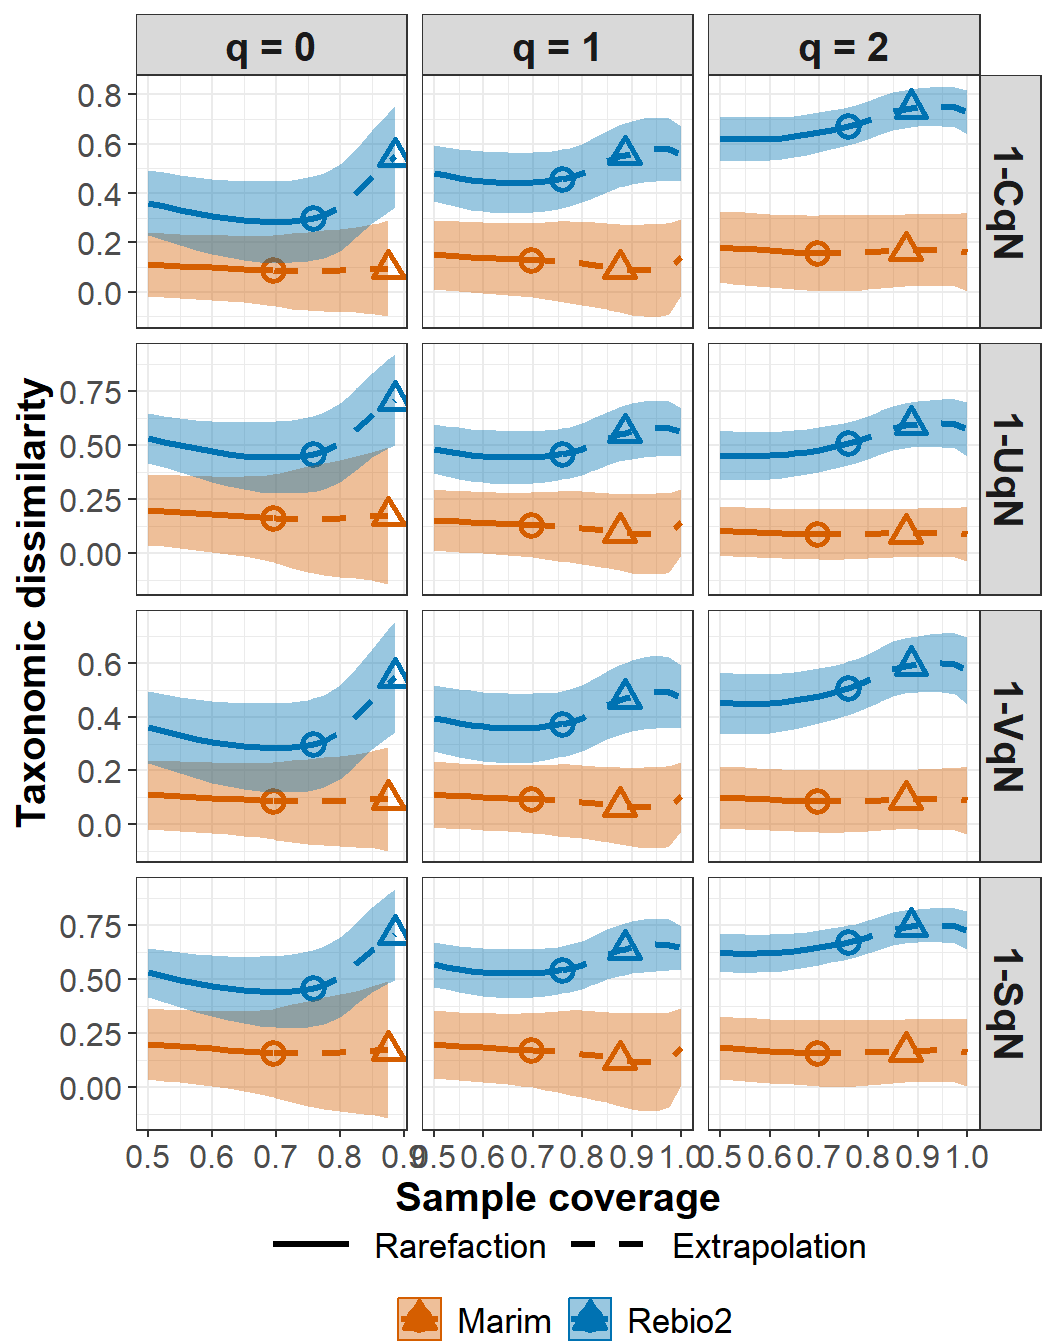 q = 0 q = 1 q = 2
0.8
0.6
0.4
0.2
0.0
1-CqN
Taxonomic dissimilarity
0.75
0.50
0.25
0.00
1-UqN
0.6
0.4
0.2
0.0
1-VqN
0.75
0.50
0.25
0.00
1-SqN
0.5 0.6 0.7 0.8 0.9 0.5 0.6 0.7 0.8 0.9 1.0 0.5 0.6 0.7 0.8 0.9 1.0
Sample coverage
Rarefaction Extrapolation
Marim Rebio2